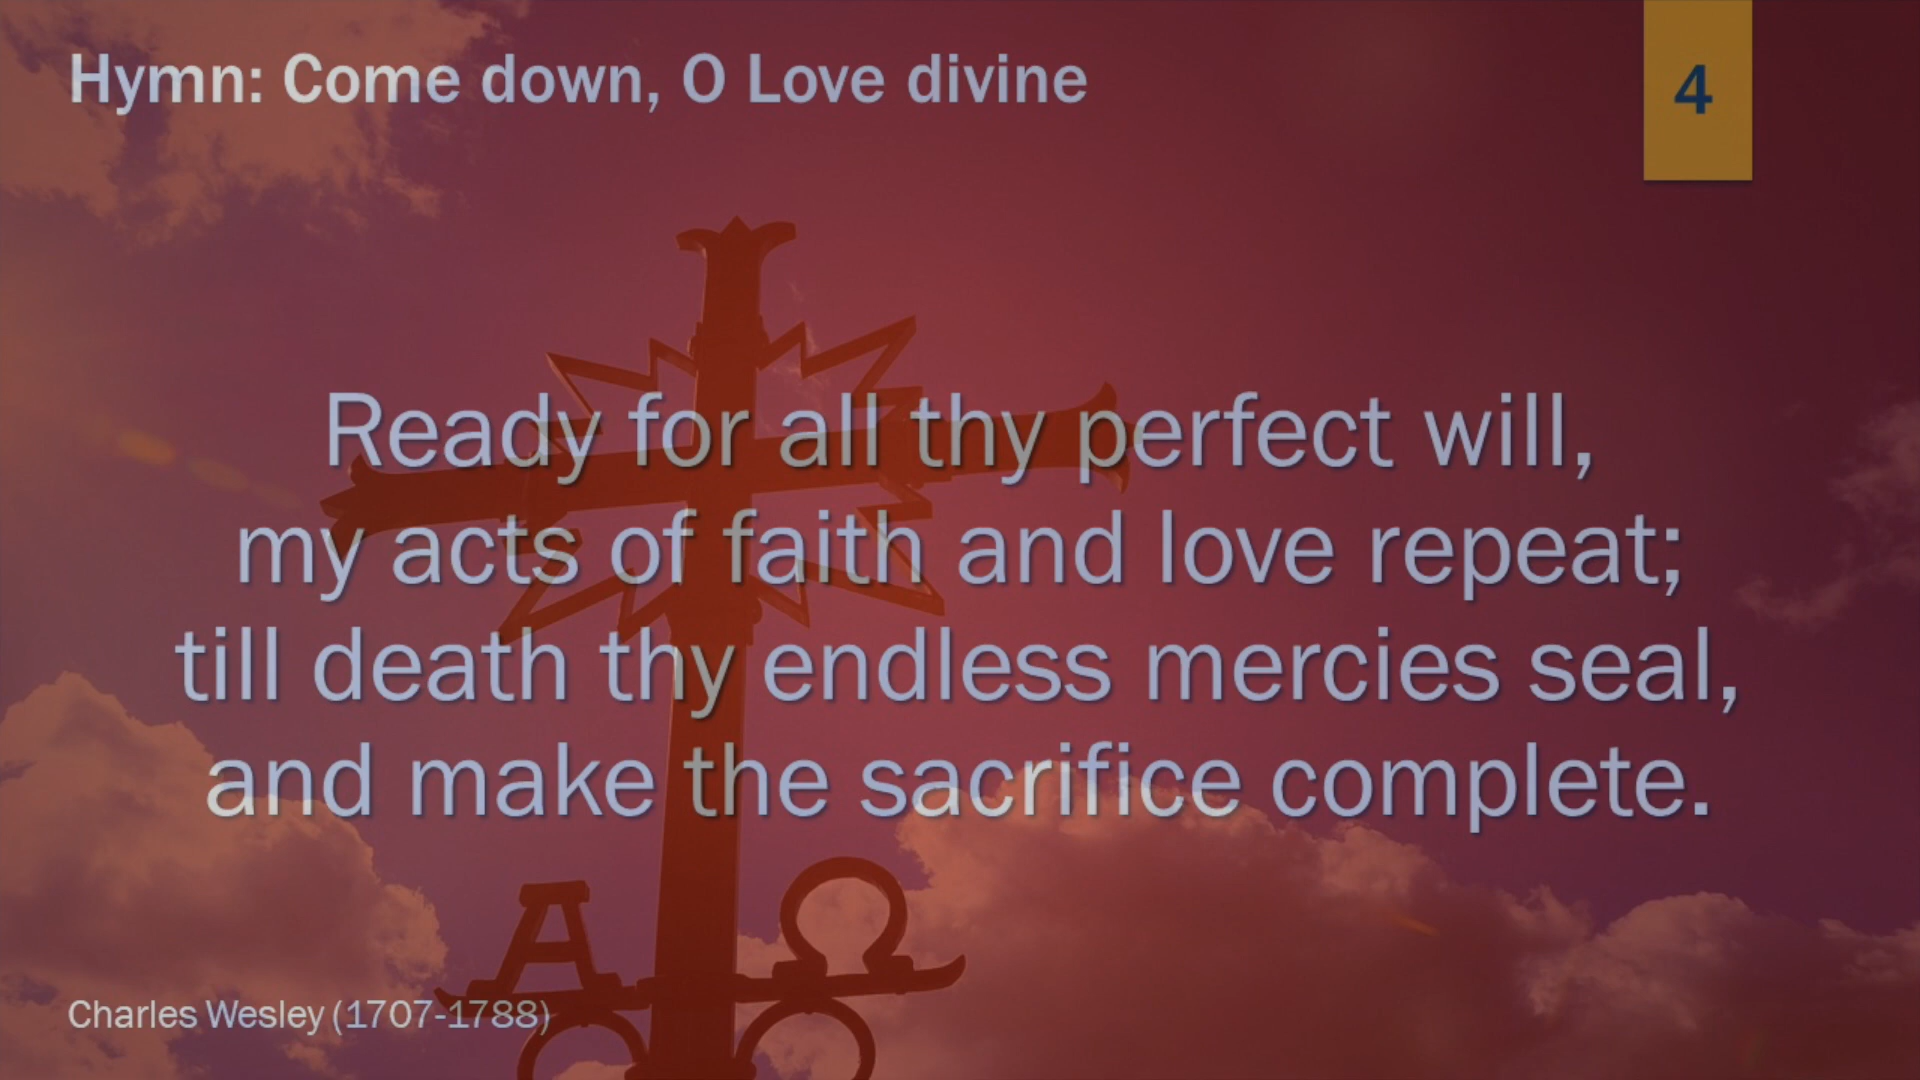 Hymn: Come down, O Love divine
4
Ready for all thy perfect will,
my acts of faith and love repeat;
till death thy endless mercies seal,
and make the sacrifice complete.
Α Ω
Charles Wesley (1707-1788)